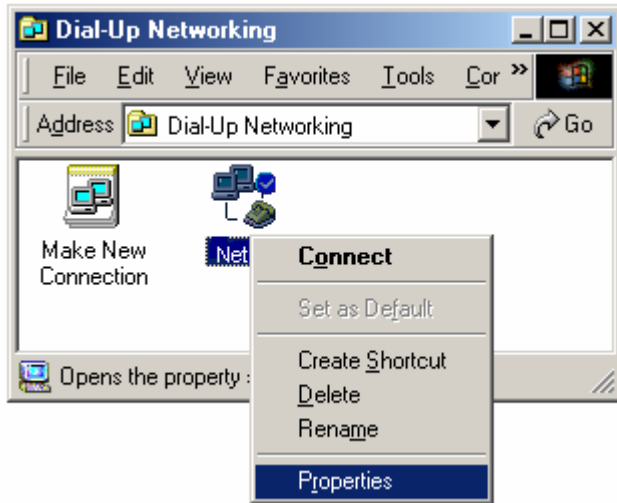 Dial-Up Networking
File Edit View Favorites Tools Cor »
Address Dial-Up Networking Go
Make New
Connection
Net
Connect
Set as Default
Create Shortcut
Delete
Rename
Properties
Opens the property